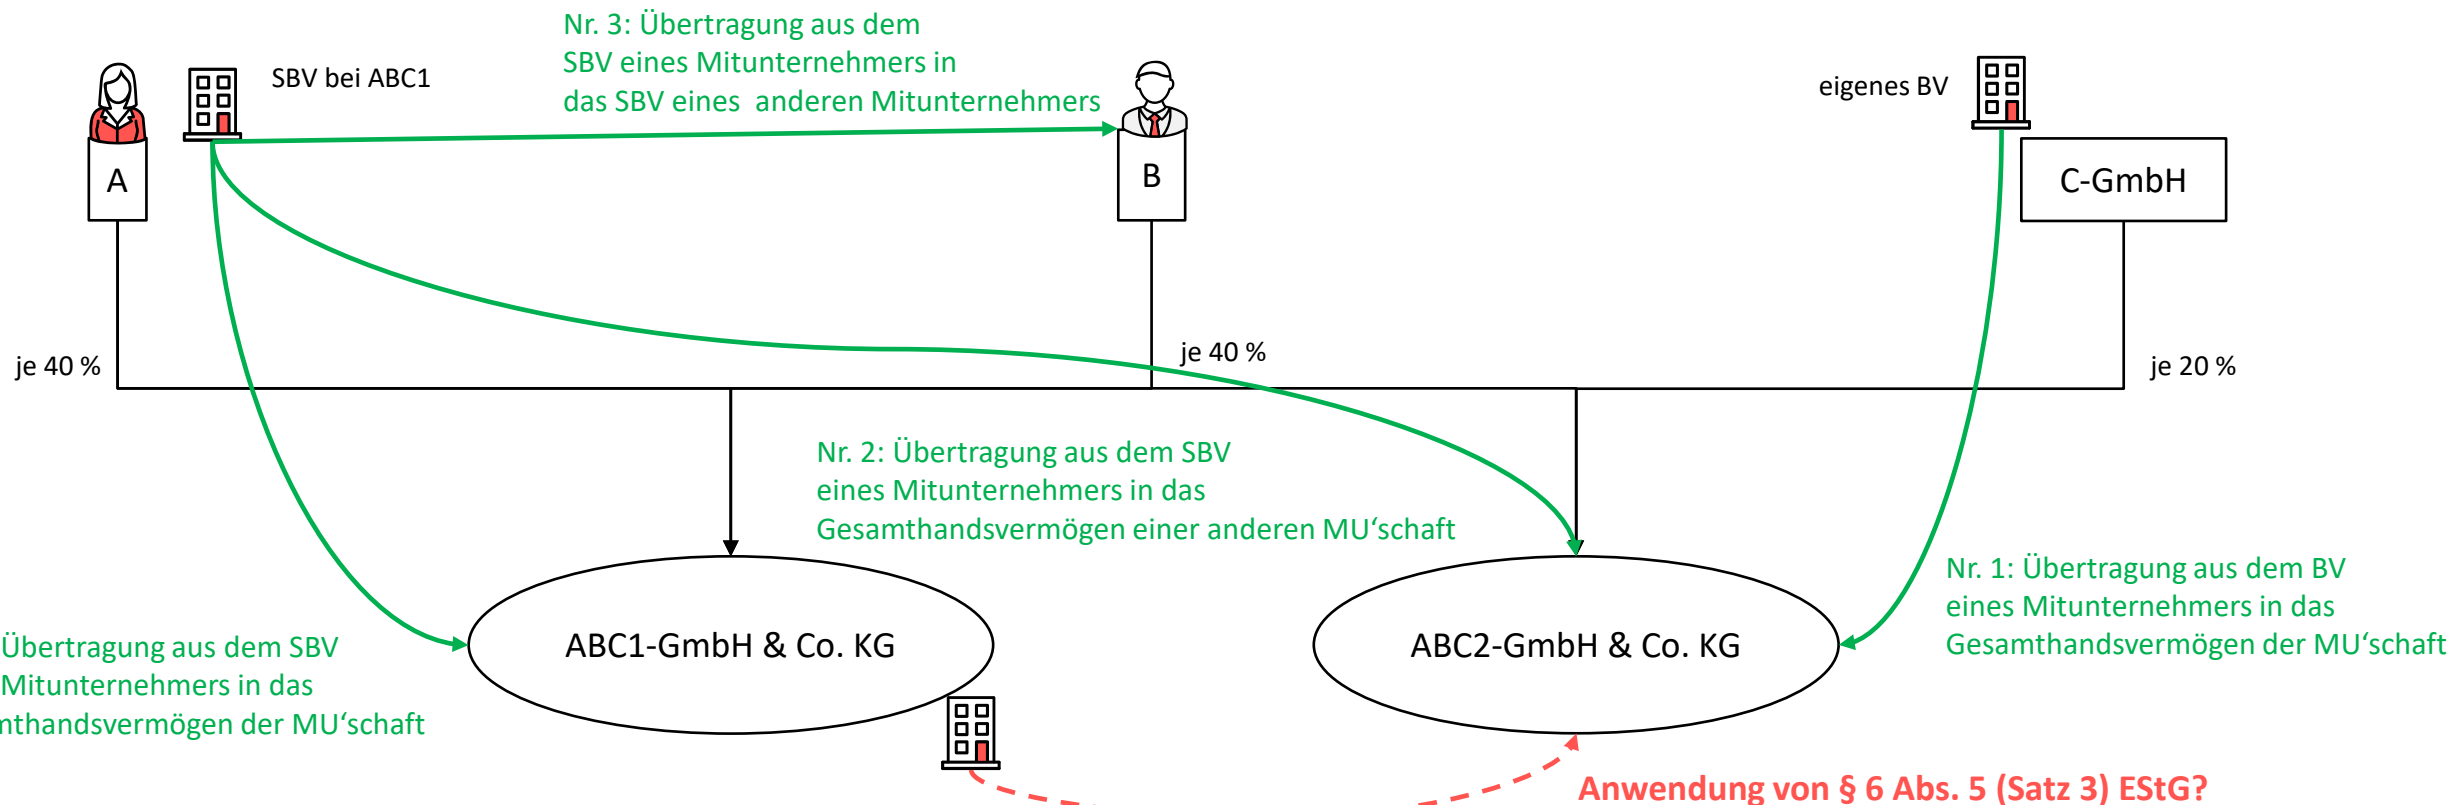 Nr. 3: Übertragung aus dem
SBV eines Mitunternehmers in
das SBV eines anderen Mitunternehmers
SBV bei ABC1
eigenes BV
A
B
C-GmbH
je 40 %
je 40 %
je 20 %
Nr. 2: Übertragung aus dem SBV
eines Mitunternehmers in das
Gesamthandsvermögen einer anderen MU‘schaft
Nr. 1: Übertragung aus dem BV
eines Mitunternehmers in das
Gesamthandsvermögen der MU‘schaft
Übertragung aus dem SBV
Mitunternehmers in das
mthandsvermögen der MU‘schaft
ABC1-GmbH & Co. KG
ABC2-GmbH & Co. KG
Anwendung von § 6 Abs. 5 (Satz 3) EStG?